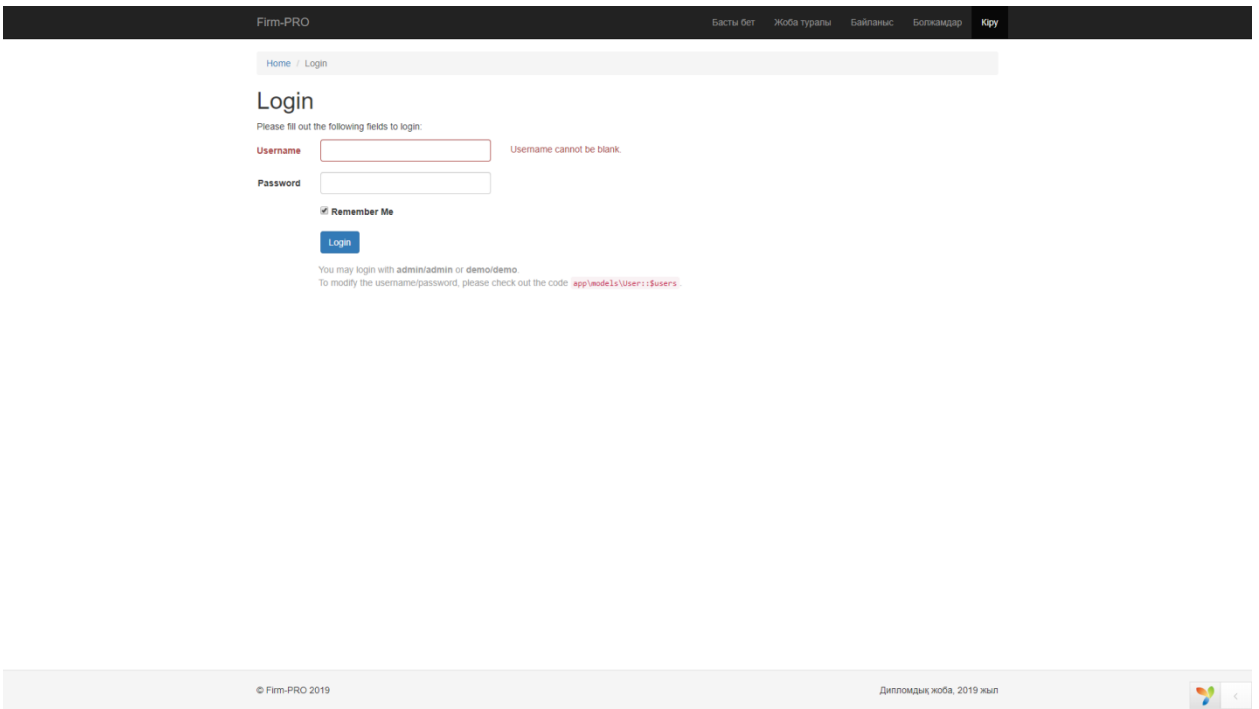 Firm-PRO Басты бет Жоба туралы Байланыс Болжамдар Кіру
Home / Login
Login
Please fill out the following fields to login:
Username Username cannot be blank.
Password
Remember Me
Login
You may login with admin/admin or demo/demo.
To modify the username/password, please check out the code app\models\User::$users.
© Firm-PRO 2019 Дипломдық жоба, 2019 жыл